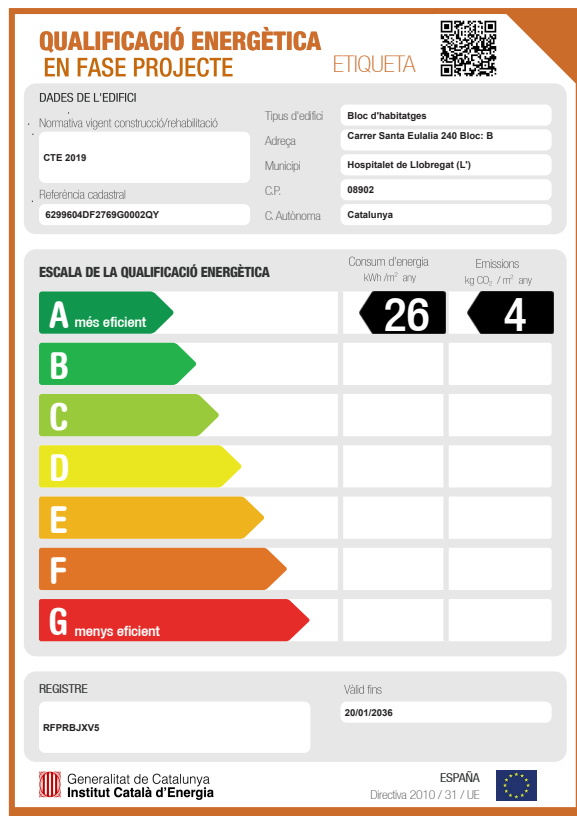 QUALIFICACIÓ ENERGÈTICA
EN FASE PROJECTE
ETIQUETA
DADES DE L'EDIFICI
Normativa vigent construcció/rehabilitació
CTE 2019
Referència cadastral
6299604DF2769G0002QY
Tipus d'edifici
Bloc d'habitatges
Adreça
Carrer Santa Eulalia 240 Bloc: B
Municipi
Hospitalet de Llobregat (L')
C.P.
08902
C. Autònoma
Catalunya
ESCALA DE LA QUALIFICACIÓ ENERGÈTICA
Consum d'energia
kWh /m² any
Emissions
kg CO₂ / m² any
A més eficient
26
4
B
C
D
E
F
G menys eficient
REGISTRE
RFPRBJXV5
Vàlid fins
20/01/2036
Generalitat de Catalunya
Institut Català d'Energia
ESPAÑA
Directiva 2010 / 31 / UE